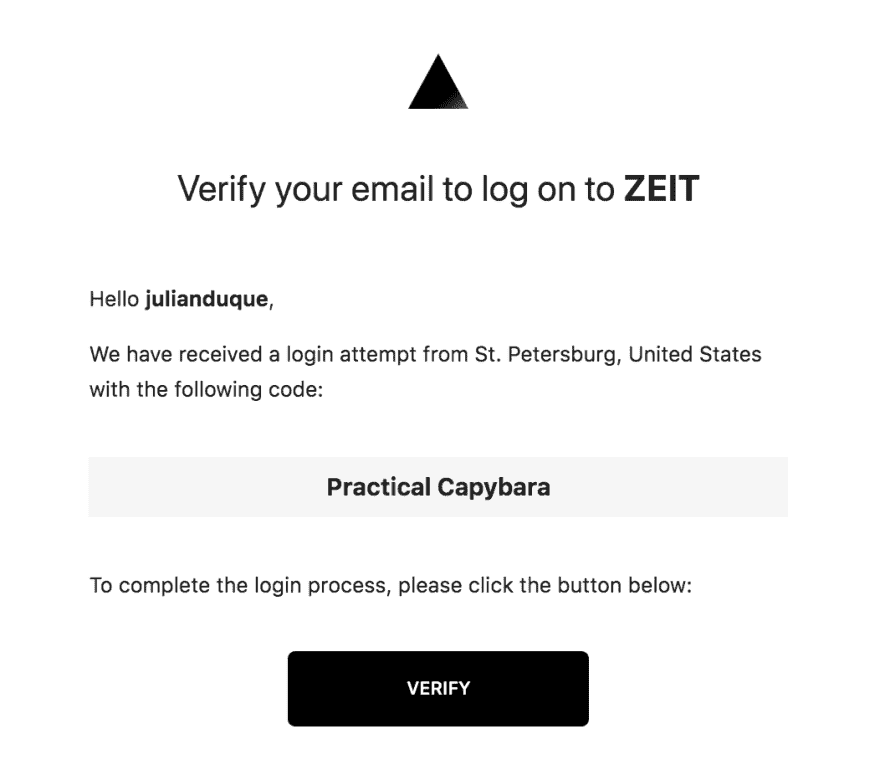 Verify your email to log on to ZEIT
Hello julianduque,
We have received a login attempt from St. Petersburg, United States
with the following code:
Practical Capybara
To complete the login process, please click the button below:
VERIFY